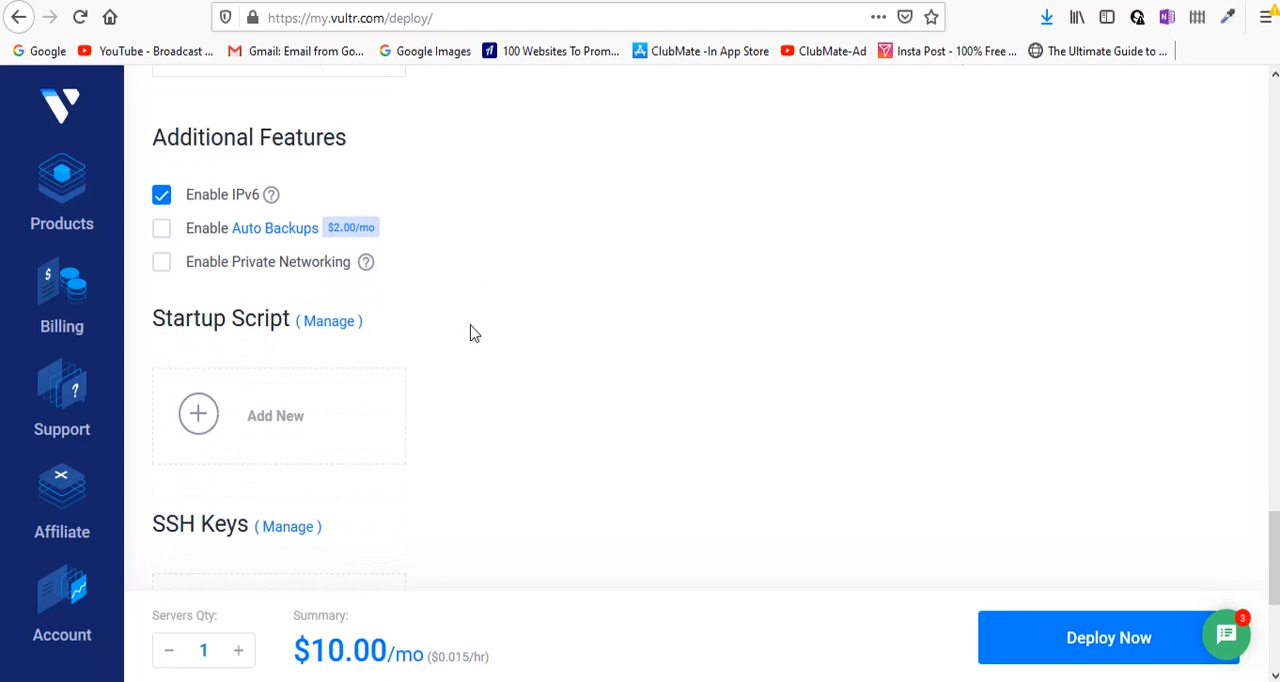 https://my.vultr.com/deploy/
Google
YouTube - Broadcast ...
Gmail: Email from Go...
Google Images
100 Websites To Prom...
ClubMate -In App Store
ClubMate-Ad
Insta Post - 100% Free ...
The Ultimate Guide to ...
Products
Billing
Support
Affiliate
Account
Additional Features
Enable IPv6 ?
Enable Auto Backups $2.00/mo
Enable Private Networking ?
Startup Script ( Manage )
Add New
SSH Keys ( Manage )
Servers Qty:
− 1 +
Summary:
$10.00/mo ($0.015/hr)
Deploy Now
3